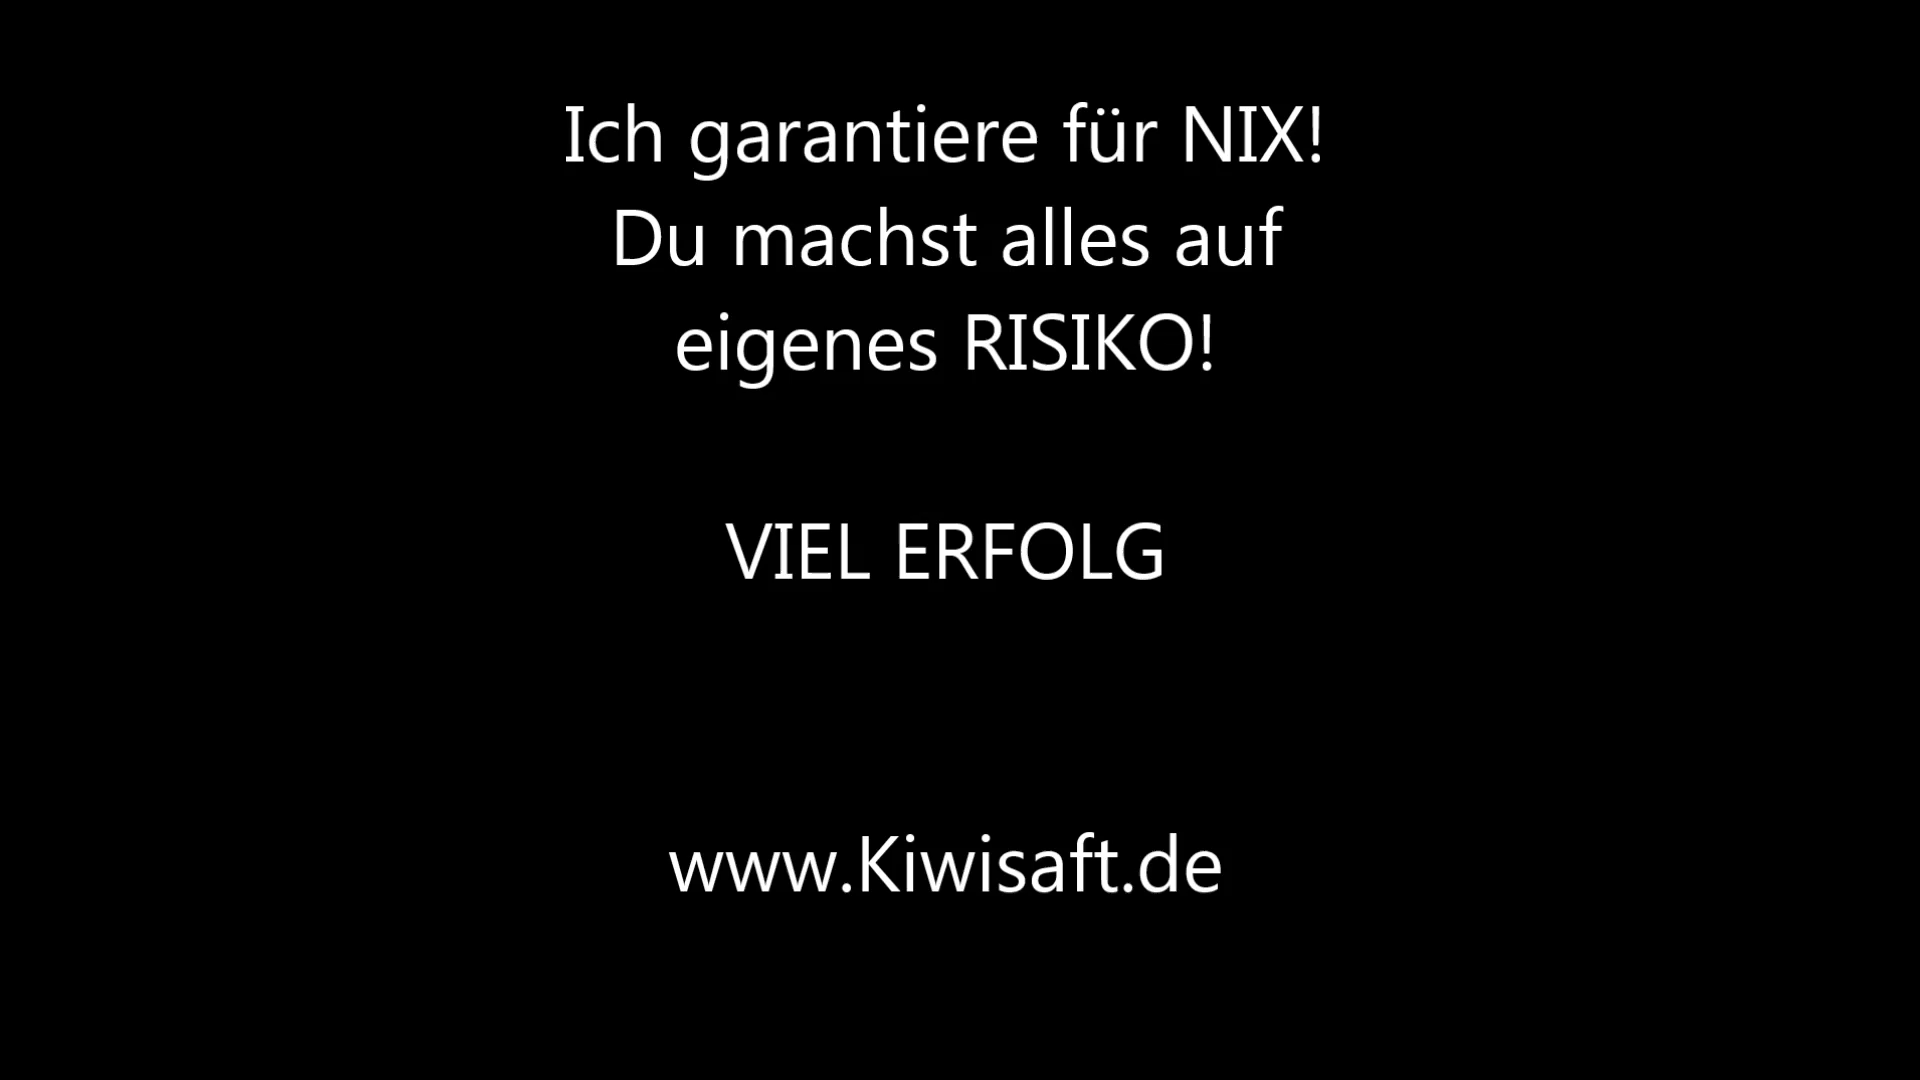 Ich garantiere für NIX!
Du machst alles auf
eigenes RISIKO!
VIEL ERFOLG
www.Kiwisaft.de